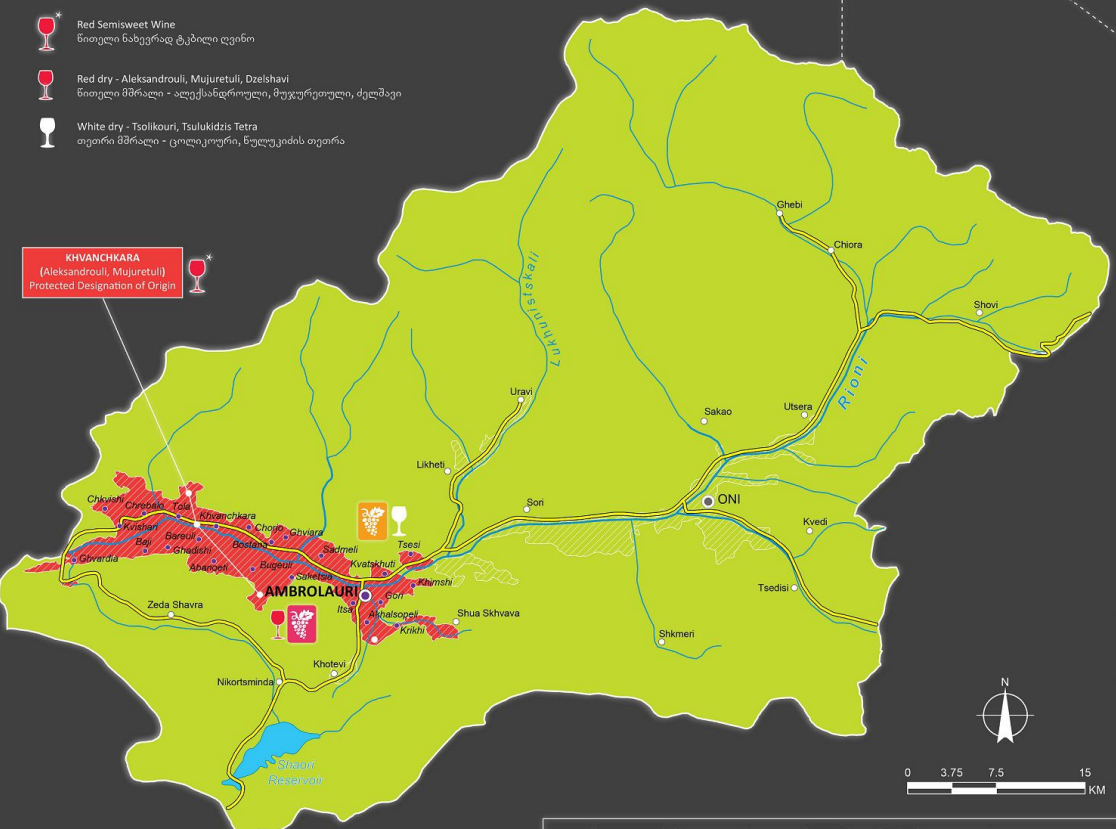 Red Semisweet Wine
წითელი ნახევრად ტკბილი ღვინო
Red dry - Aleksandrouli, Mujuretuli, Dzelshavi
წითელი მშრალი - ალექსანდროული, მუჯურეთული, ძელშავი
White dry - Tsolikouri, Tsulukidzis Tetra
თეთრი მშრალი - ცოლიკოური, წულუკიძის თეთრა
KHVANCHKARA
(Aleksandrouli, Mujuretuli)
Protected Designation of Origin
Ghebi
Chiora
Shovi
Lukhunistskali
Rioni
Uravi
Sakao
Utsera
Likheti
Sori
ONI
Kvedi
Chkvishi
Chrebalo
Tola
Khvanchkara
Kvishari
Chorjo
Ghviara
Bareuli
Bostana
Baji
Ghadishi
Sadmeli
Tsesi
Ghvardia
Abanoeti
Bugeuli
Kvatskhuti
Saketsia
Khimshi
AMBROLAURI
Gori
Itsa
Akhalsopeli
Krikhi
Zeda Shavra
Shua Skhvava
Tsedisi
Shkmeri
Khotevi
Nikortsminda
Shaori
Reservoir
N
0 3.75 7.5 15
KM